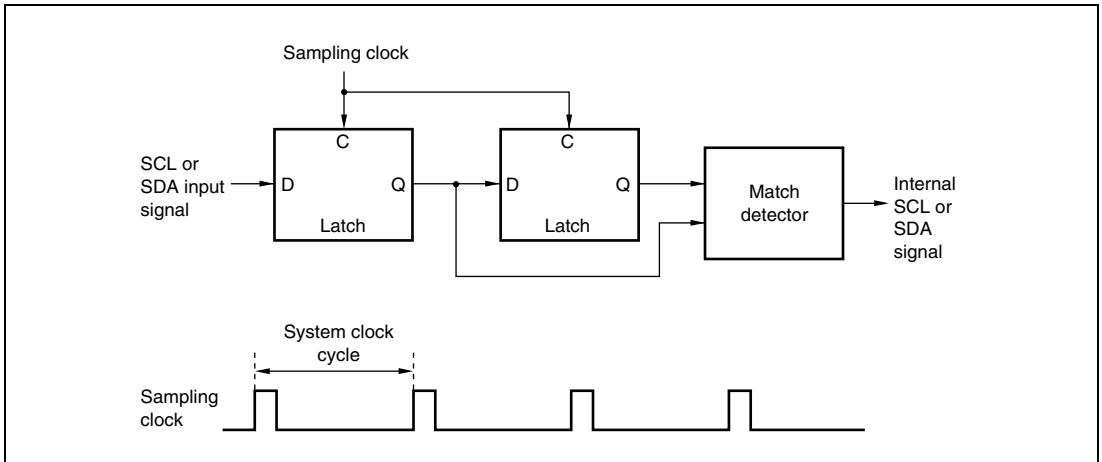 Sampling clock
SCL or
SDA input
signal
C
D
Q
Latch
C
D
Q
Latch
Match
detector
Internal
SCL or
SDA
signal
System clock
cycle
Sampling
clock